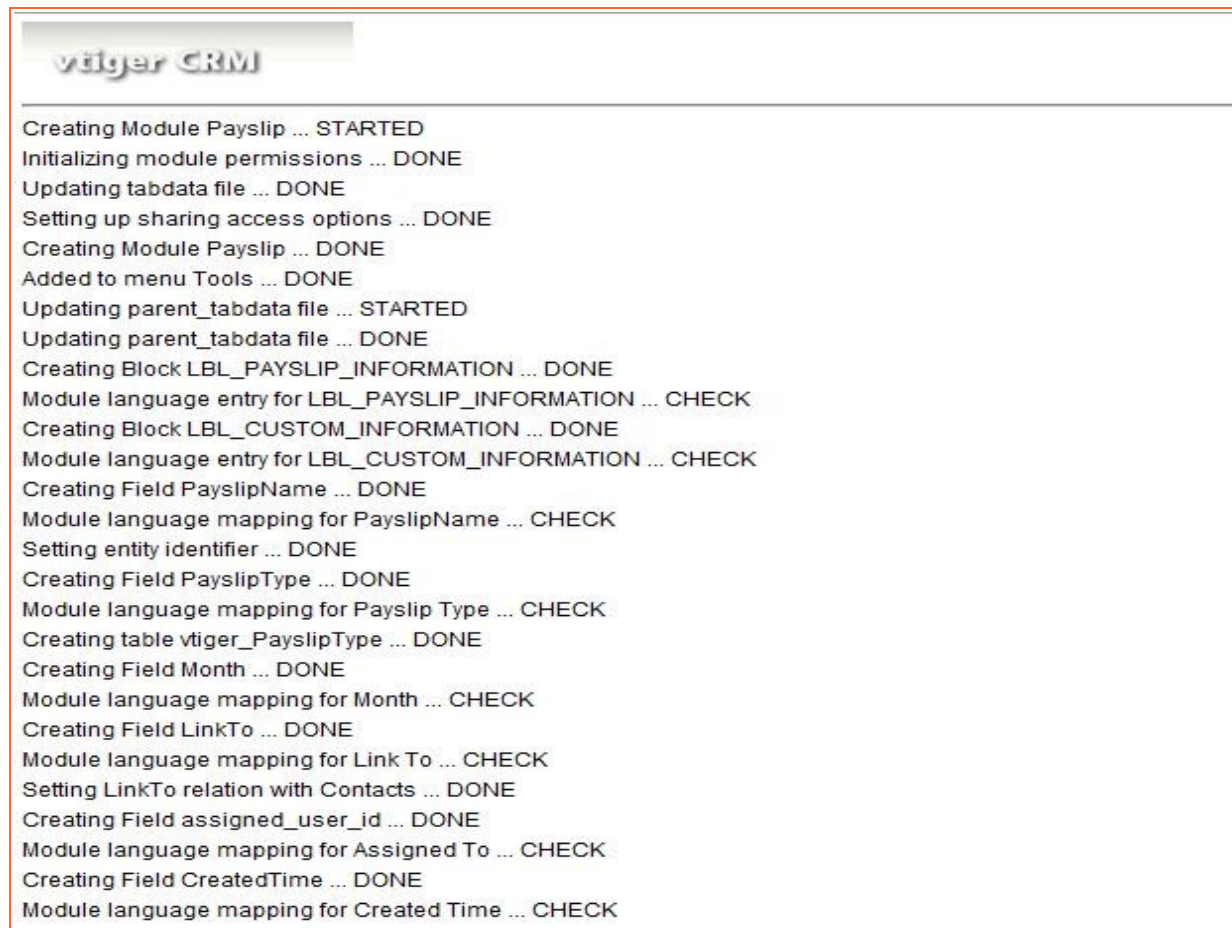 vtiger CRM
Creating Module Payslip ... STARTED
Initializing module permissions ... DONE
Updating tabdata file ... DONE
Setting up sharing access options ... DONE
Creating Module Payslip ... DONE
Added to menu Tools ... DONE
Updating parent_tabdata file ... STARTED
Updating parent_tabdata file ... DONE
Creating Block LBL_PAYSLIP_INFORMATION ... DONE
Module language entry for LBL_PAYSLIP_INFORMATION ... CHECK
Creating Block LBL_CUSTOM_INFORMATION ... DONE
Module language entry for LBL_CUSTOM_INFORMATION ... CHECK
Creating Field PayslipName ... DONE
Module language mapping for PayslipName ... CHECK
Setting entity identifier ... DONE
Creating Field PayslipType ... DONE
Module language mapping for Payslip Type ... CHECK
Creating table vtiger_PayslipType ... DONE
Creating Field Month ... DONE
Module language mapping for Month ... CHECK
Creating Field LinkTo ... DONE
Module language mapping for Link To ... CHECK
Setting LinkTo relation with Contacts ... DONE
Creating Field assigned_user_id ... DONE
Module language mapping for Assigned To ... CHECK
Creating Field CreatedTime ... DONE
Module language mapping for Created Time ... CHECK